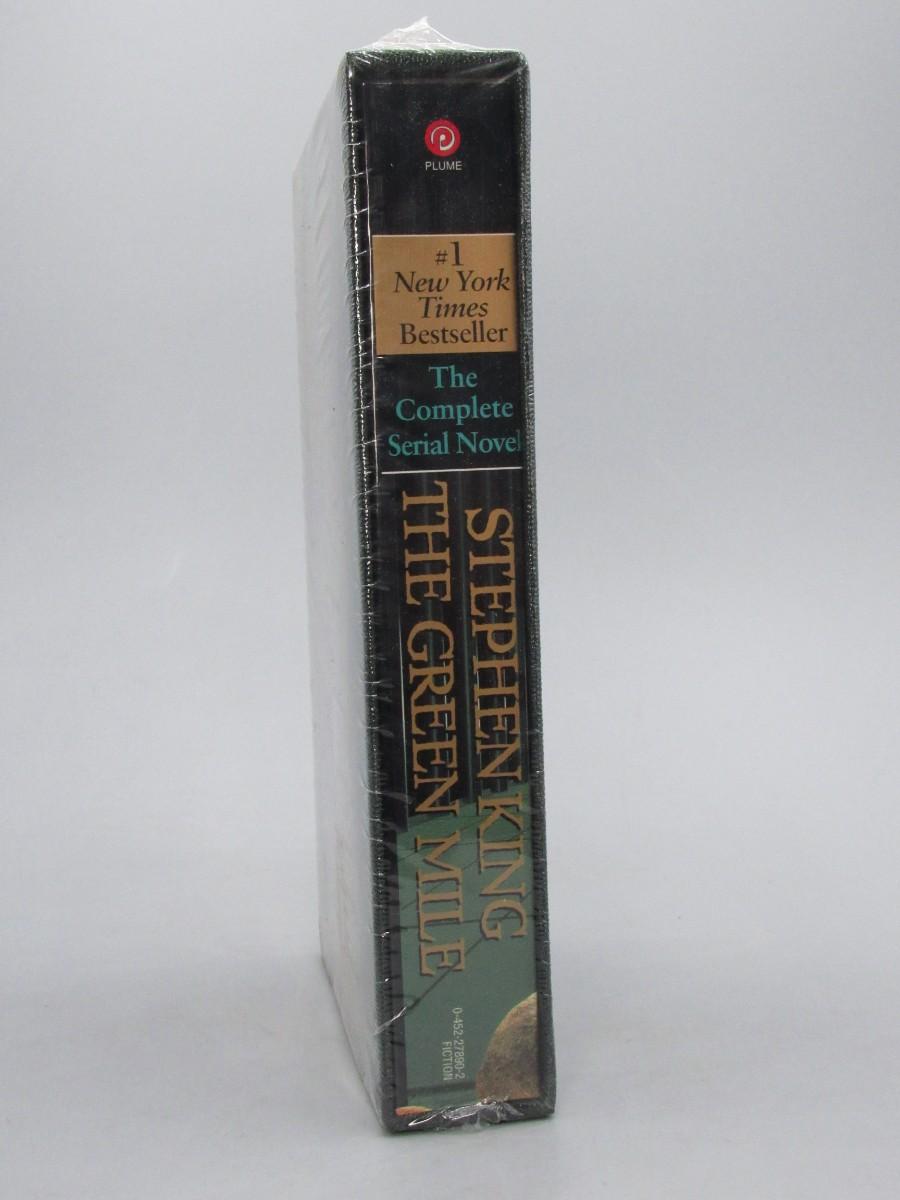 PLUME
#1
New York
Times
Bestseller
The
Complete
Serial Novel
STEPHEN KING
THE GREEN MILE
0-452-27890-2
FICTION